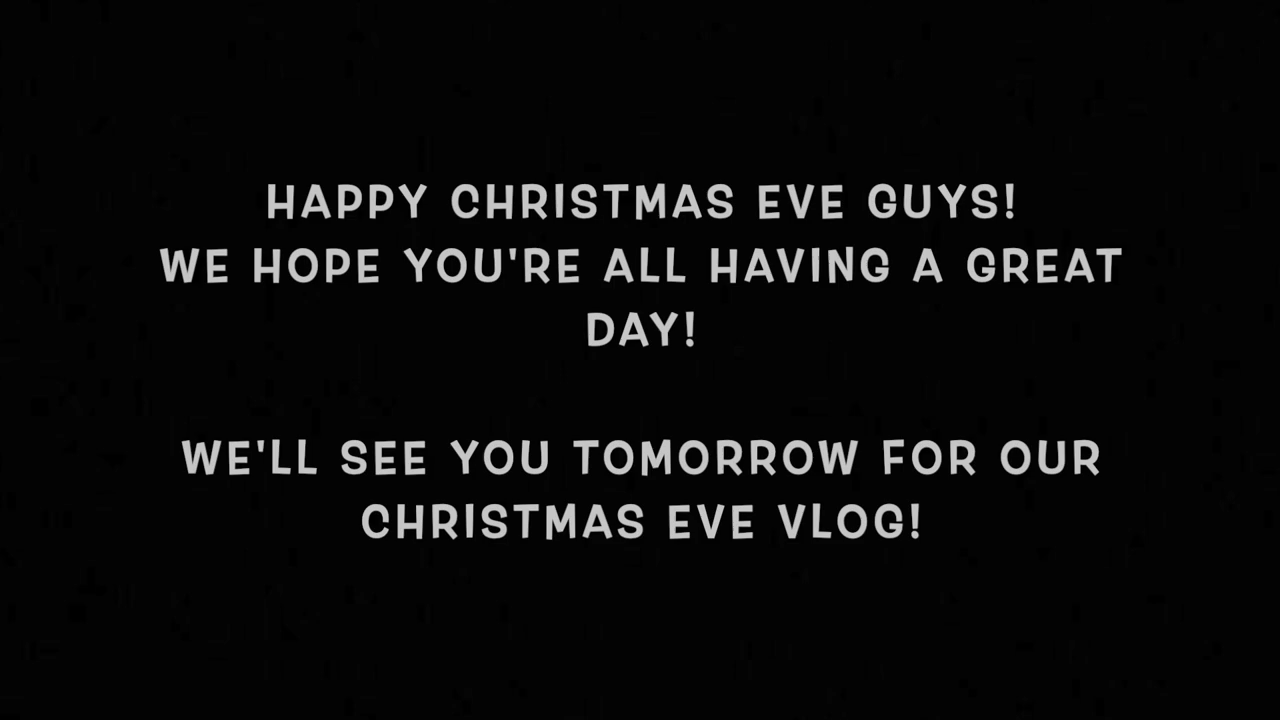 HAPPY CHRISTMAS EVE GUYS!
WE HOPE YOU'RE ALL HAVING A GREAT
DAY!
WE'LL SEE YOU TOMORROW FOR OUR
CHRISTMAS EVE VLOG!